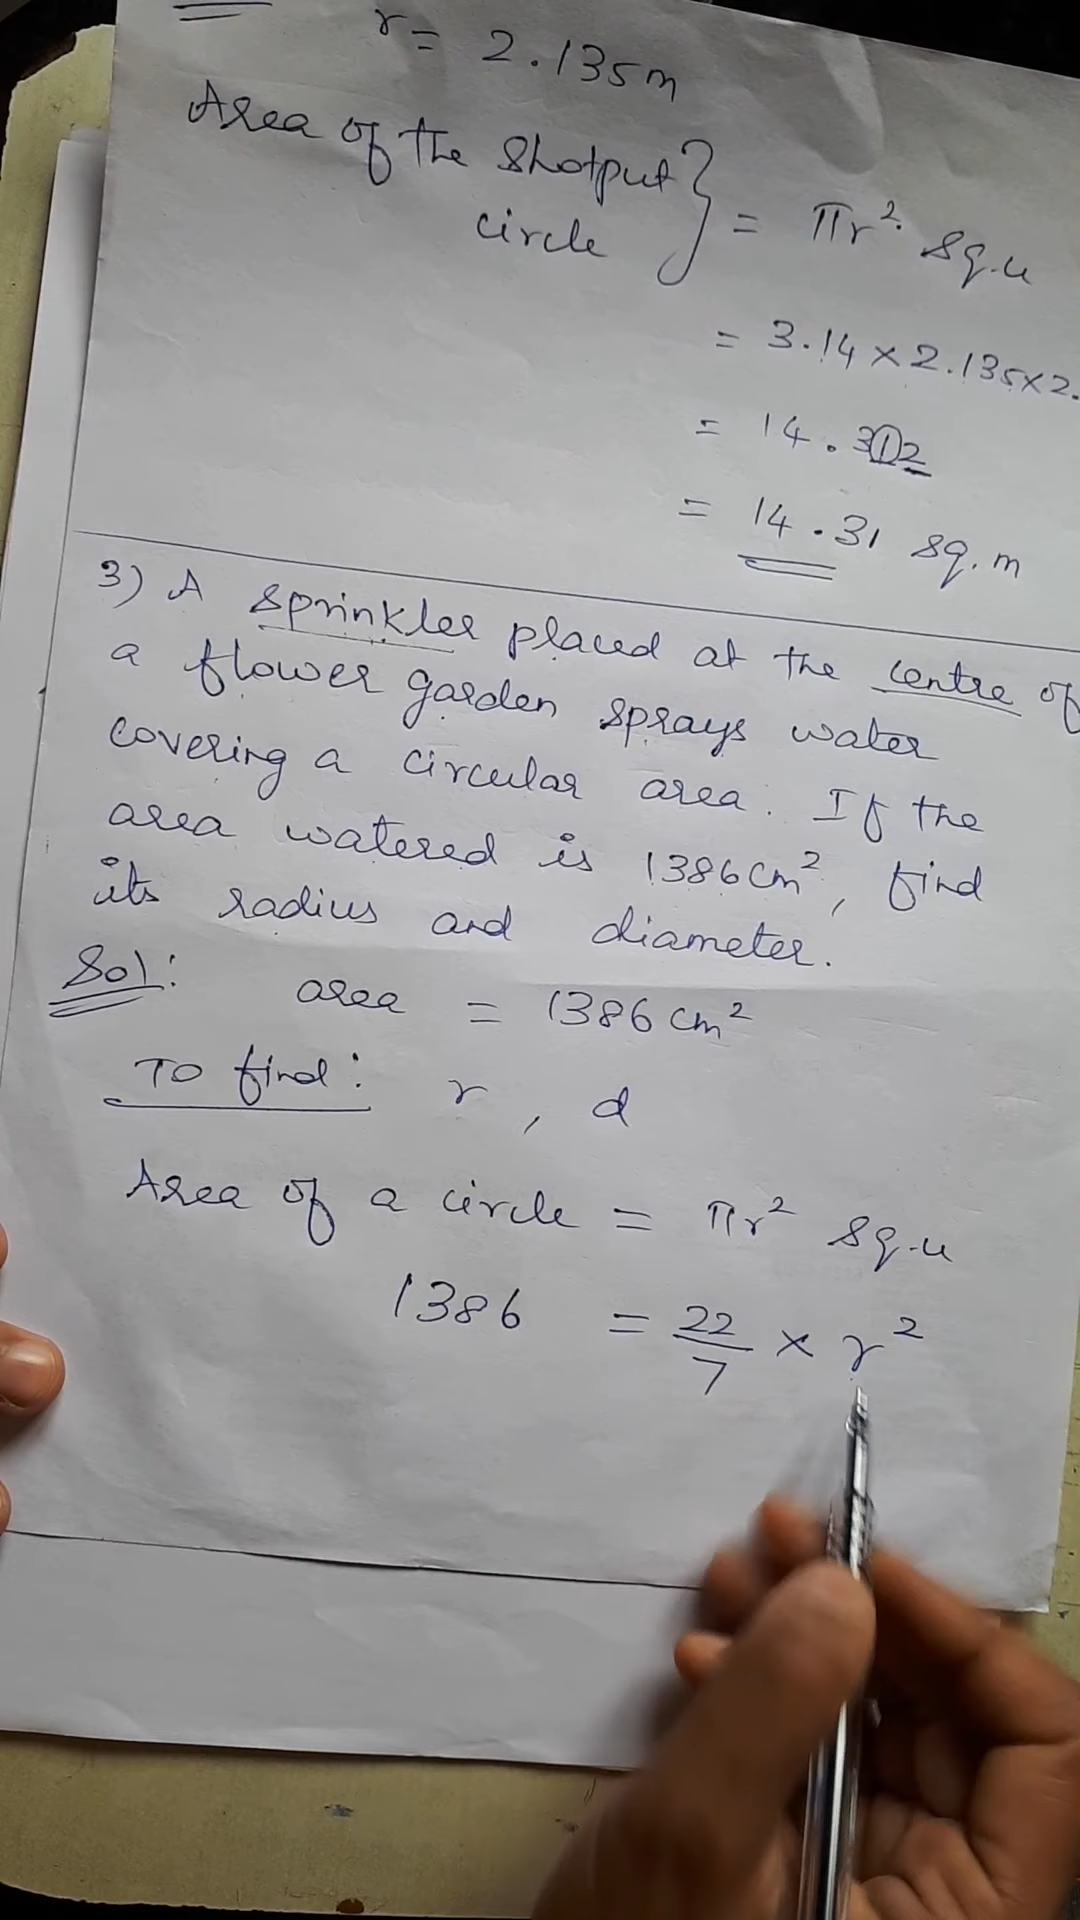 r = 2.135m
Area of the Shotput } = πr² sq.u
circle
= 3.14 × 2.135 × 2.
= 14.312
= 14.31 sq.m
3) A sprinkler placed at the centre of
a flower garden sprays water
covering a circular area. If the
area watered is 1386cm², find
its radius and diameter.
Sol: area = 1386 cm²
To find: r, d
Area of a circle = πr² sq.u
1386 = 22/7 × r²